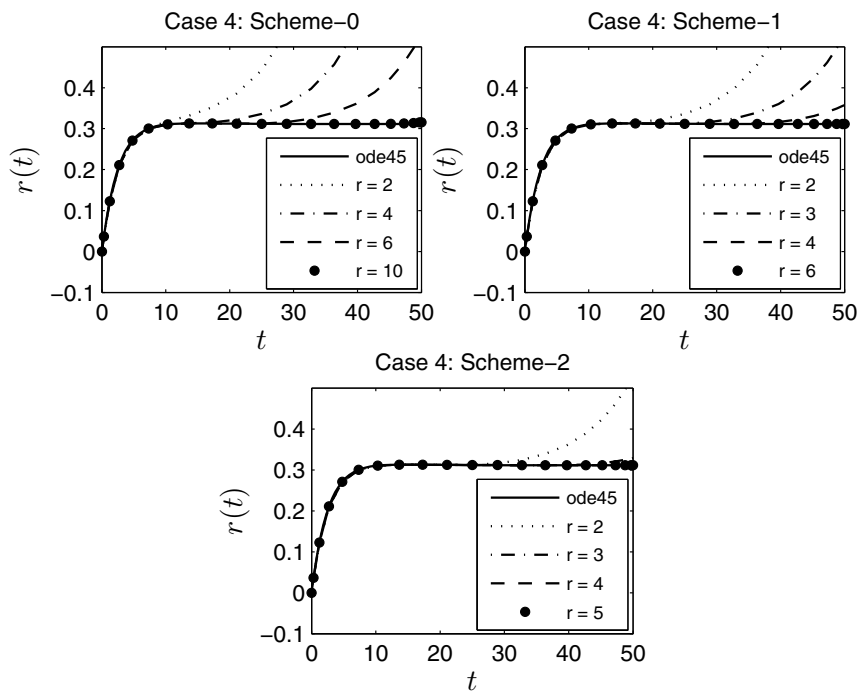 Case 4: Scheme−0
0.4
0.3
0.2
0.1
0
−0.1
r(t)
0 10 20 30 40 50
t
ode45
r = 2
r = 4
r = 6
r = 10
Case 4: Scheme−1
0.4
0.3
0.2
0.1
0
−0.1
r(t)
0 10 20 30 40 50
t
ode45
r = 2
r = 3
r = 4
r = 6
Case 4: Scheme−2
0.4
0.3
0.2
0.1
0
−0.1
r(t)
0 10 20 30 40 50
t
ode45
r = 2
r = 3
r = 4
r = 5